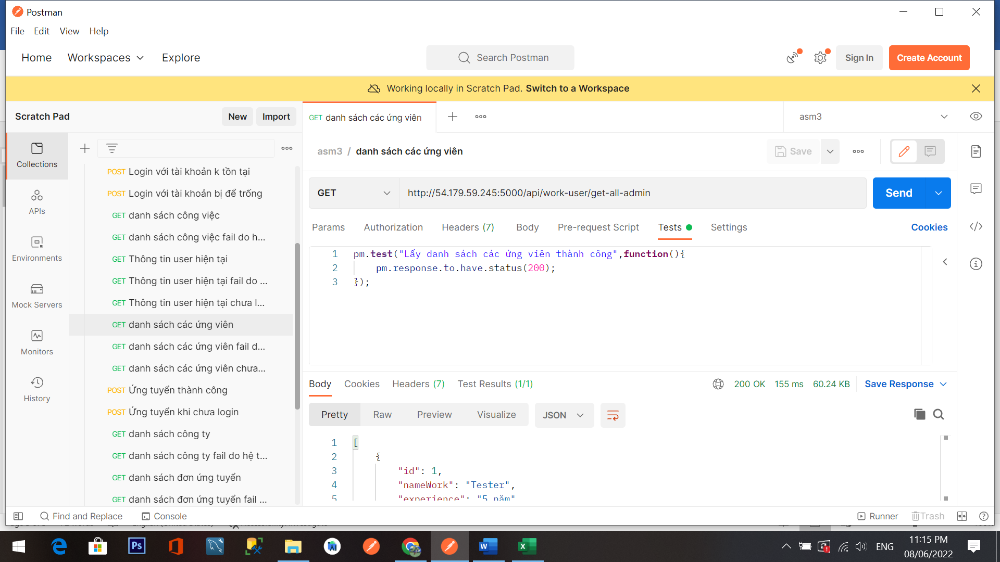 Postman
File Edit View Help
Home Workspaces Explore
Search Postman
Sign In
Create Account
Working locally in Scratch Pad. Switch to a Workspace
Scratch Pad
New
Import
GET danh sách các ứng viên
asm3
Collections
APIs
Environments
Mock Servers
Monitors
History
POST Login với tài khoản k tồn tại
POST Login với tài khoản bị để trống
GET danh sách công việc
GET danh sách công việc fail do h...
GET Thông tin user hiện tại
GET Thông tin user hiện tại fail do ...
GET Thông tin user hiện tại chưa l...
GET danh sách các ứng viên
GET danh sách các ứng viên fail d...
GET danh sách các ứng viên chưa...
POST Ứng tuyển thành công
POST Ứng tuyển khi chưa login
GET danh sách công ty
GET danh sách công ty fail do hệ t...
GET danh sách đơn ứng tuyển
GET danh sách đơn ứng tuyển fail ...
asm3 / danh sách các ứng viên
Save
GET
http://54.179.59.245:5000/api/work-user/get-all-admin
Send
Params Authorization Headers (7) Body Pre-request Script Tests Settings
Cookies
1 pm.test("Lấy danh sách các ứng viên thành công",function(){
2 pm.response.to.have.status(200);
3 });
Body Cookies Headers (7) Test Results (1/1)
200 OK 155 ms 60.24 KB Save Response
Pretty Raw Preview Visualize JSON
1 [
2 {
3 "id": 1,
4 "nameWork": "Tester",
5 "experience": "5 năm"
Find and Replace Console
Runner Trash
Ps
W
X
ENG
11:15 PM
08/06/2022